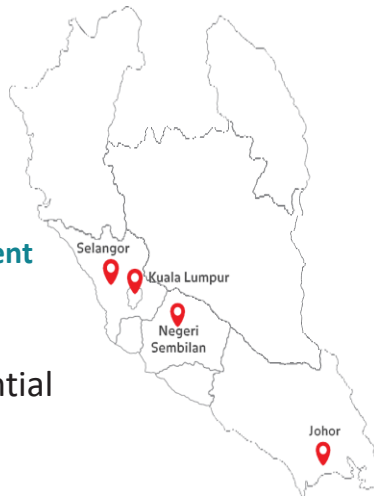 Selangor
ent
Kuala Lumpur
Negeri
Sembilan
ntial
Johor